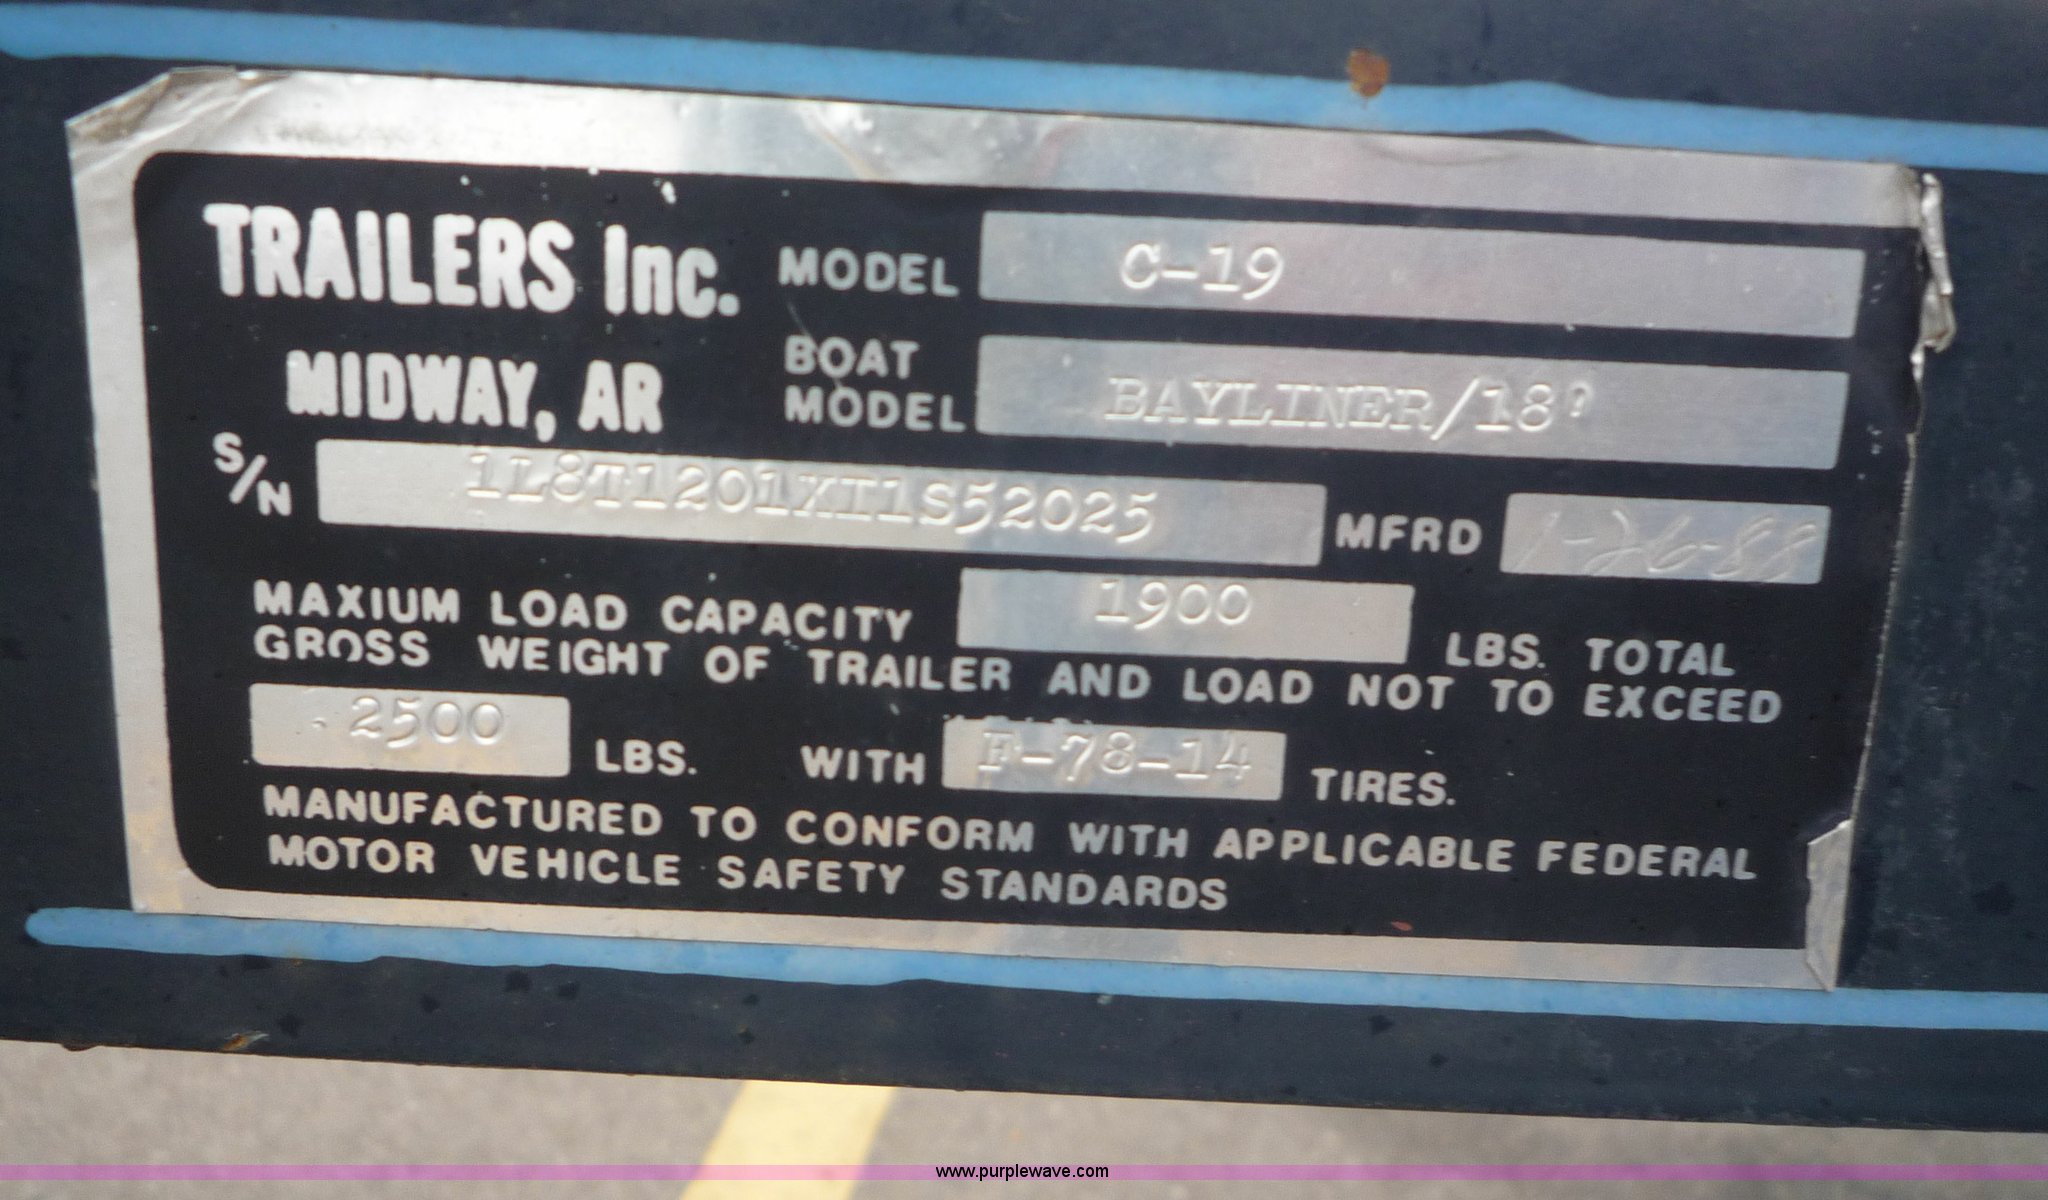 TRAILERS Inc.
MIDWAY, AR
MODEL C-19
BOAT MODEL BAYLINER/18'
S/N 1L8T1201XT1S52025 MFRD 1-26-88
MAXIUM LOAD CAPACITY 1900 LBS. TOTAL
GROSS WEIGHT OF TRAILER AND LOAD NOT TO EXCEED
2500 LBS. WITH F-78-14 TIRES.
MANUFACTURED TO CONFORM WITH APPLICABLE FEDERAL
MOTOR VEHICLE SAFETY STANDARDS
www.purplewave.com